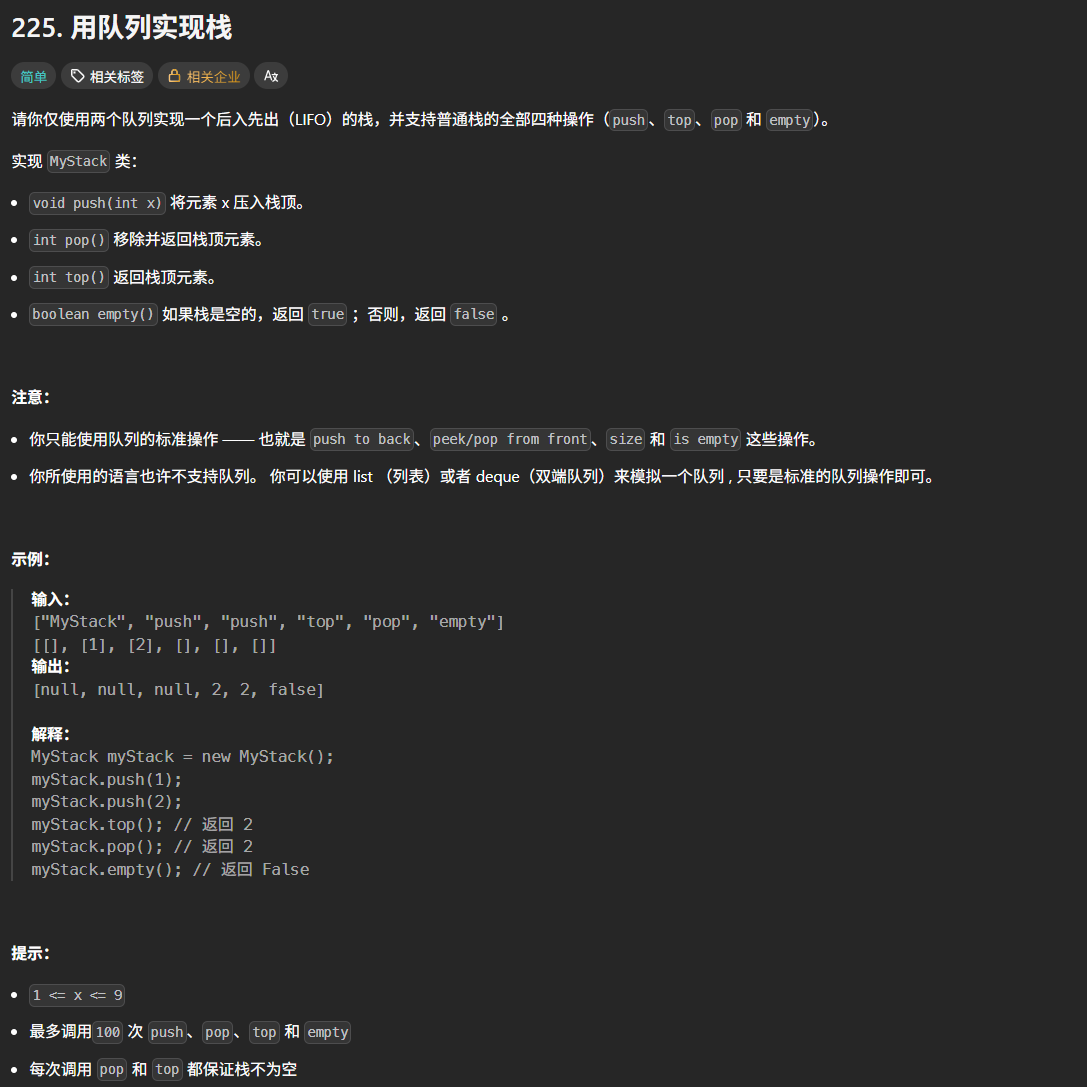 225. 用队列实现栈
简单 相关标签 相关企业 Ax
请你仅使用两个队列实现一个后入先出（LIFO）的栈，并支持普通栈的全部四种操作（push、top、pop 和 empty）。
实现 MyStack 类：
• void push(int x) 将元素 x 压入栈顶。
• int pop() 移除并返回栈顶元素。
• int top() 返回栈顶元素。
• boolean empty() 如果栈是空的，返回 true ；否则，返回 false 。
注意：
• 你只能使用队列的标准操作 —— 也就是 push to back、peek/pop from front、size 和 is empty 这些操作。
• 你所使用的语言也许不支持队列。 你可以使用 list （列表）或者 deque（双端队列）来模拟一个队列 , 只要是标准的队列操作即可。
示例：
输入：
["MyStack", "push", "push", "top", "pop", "empty"]
[[], [1], [2], [], [], []]
输出：
[null, null, null, 2, 2, false]
解释：
MyStack myStack = new MyStack();
myStack.push(1);
myStack.push(2);
myStack.top(); // 返回 2
myStack.pop(); // 返回 2
myStack.empty(); // 返回 False
提示：
• 1 <= x <= 9
• 最多调用100 次 push、pop、top 和 empty
• 每次调用 pop 和 top 都保证栈不为空